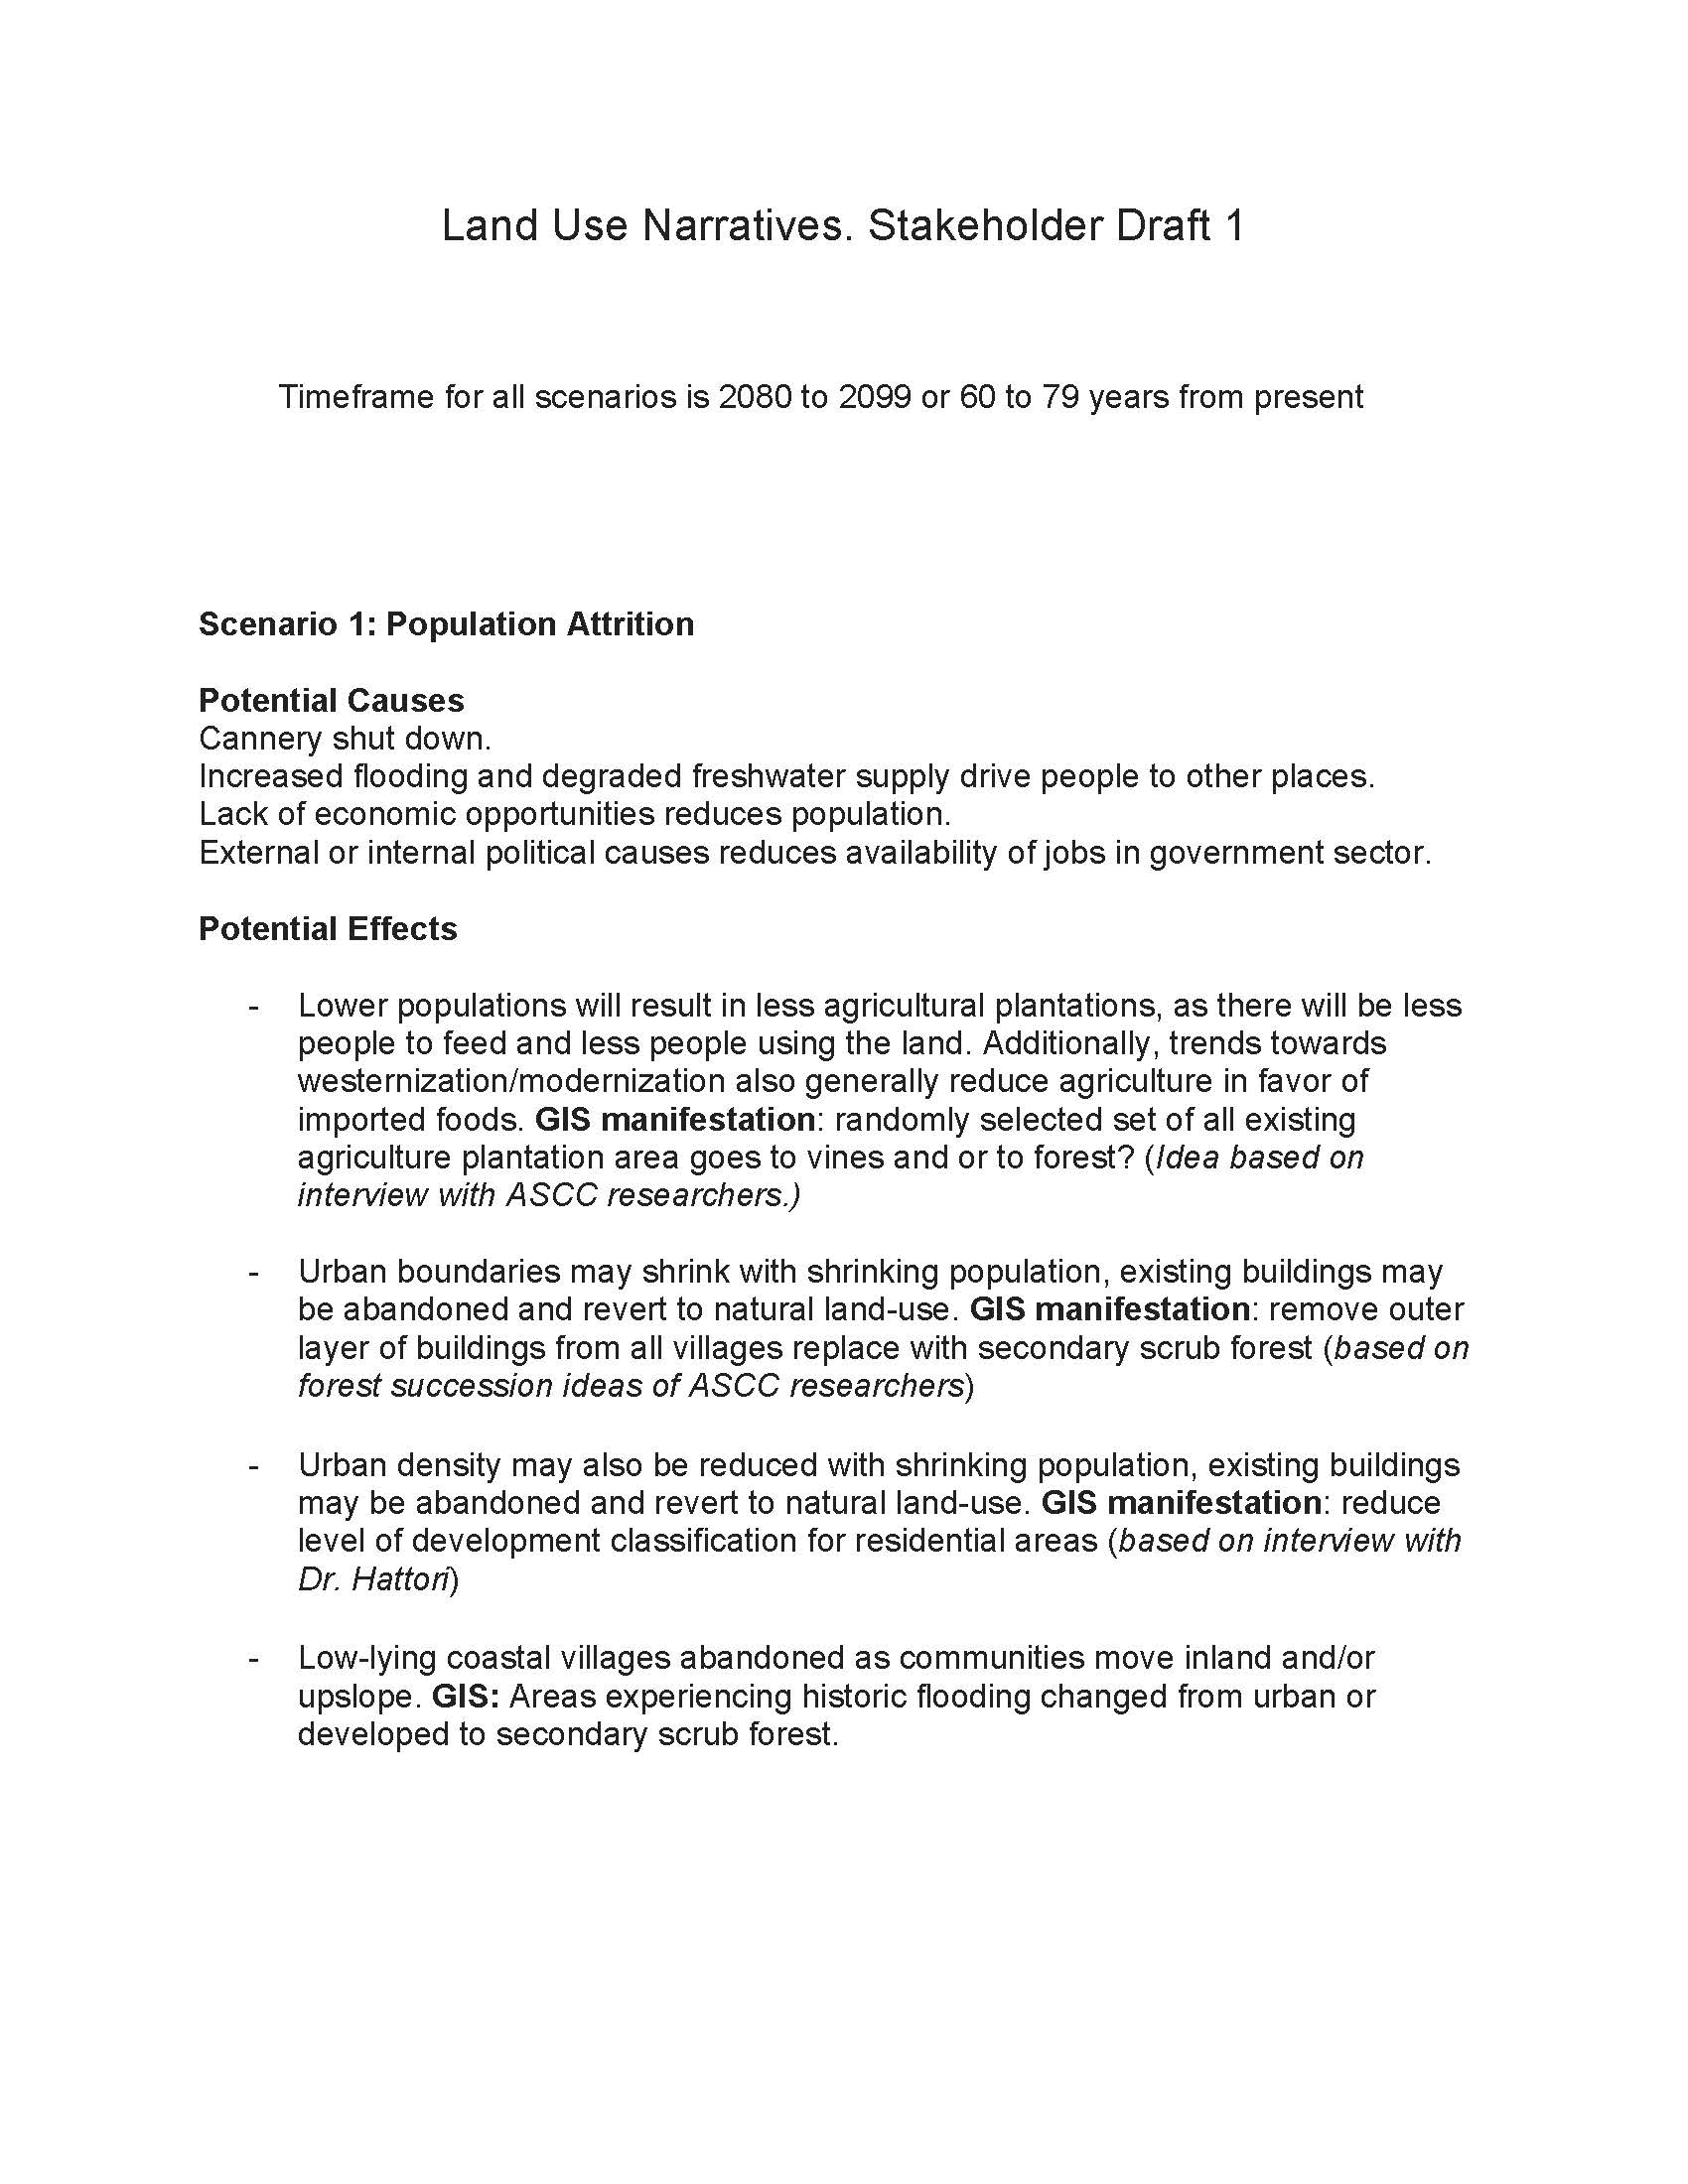 Land Use Narratives. Stakeholder Draft 1
Timeframe for all scenarios is 2080 to 2099 or 60 to 79 years from present
Scenario 1: Population Attrition
Potential Causes
Cannery shut down.
Increased flooding and degraded freshwater supply drive people to other places.
Lack of economic opportunities reduces population.
External or internal political causes reduces availability of jobs in government sector.
Potential Effects
- Lower populations will result in less agricultural plantations, as there will be less
people to feed and less people using the land. Additionally, trends towards
westernization/modernization also generally reduce agriculture in favor of
imported foods. GIS manifestation: randomly selected set of all existing
agriculture plantation area goes to vines and or to forest? (Idea based on
interview with ASCC researchers.)
- Urban boundaries may shrink with shrinking population, existing buildings may
be abandoned and revert to natural land-use. GIS manifestation: remove outer
layer of buildings from all villages replace with secondary scrub forest (based on
forest succession ideas of ASCC researchers)
- Urban density may also be reduced with shrinking population, existing buildings
may be abandoned and revert to natural land-use. GIS manifestation: reduce
level of development classification for residential areas (based on interview with
Dr. Hattori)
- Low-lying coastal villages abandoned as communities move inland and/or
upslope. GIS: Areas experiencing historic flooding changed from urban or
developed to secondary scrub forest.